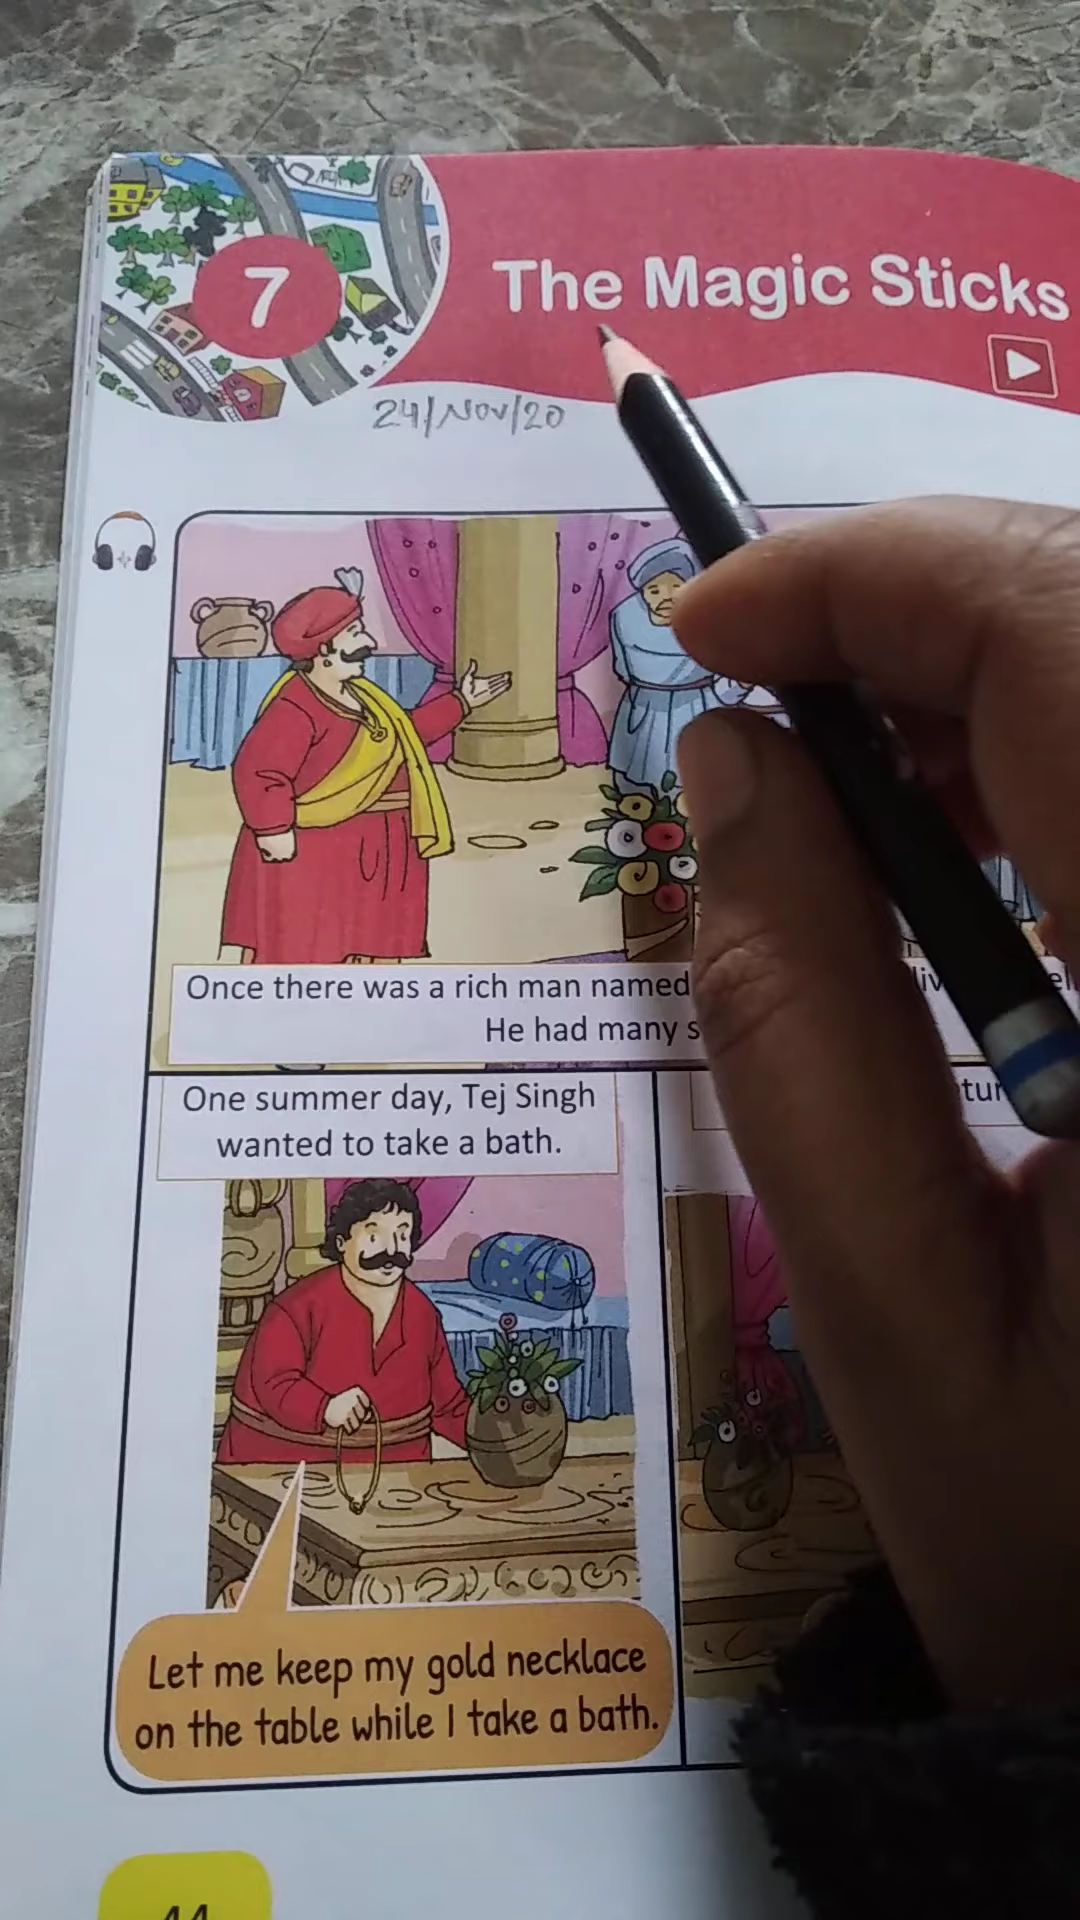 7
The Magic Sticks
24/Nov/20
Once there was a rich man named
He had many
One summer day, Tej Singh
wanted to take a bath.
Let me keep my gold necklace
on the table while I take a bath.
44